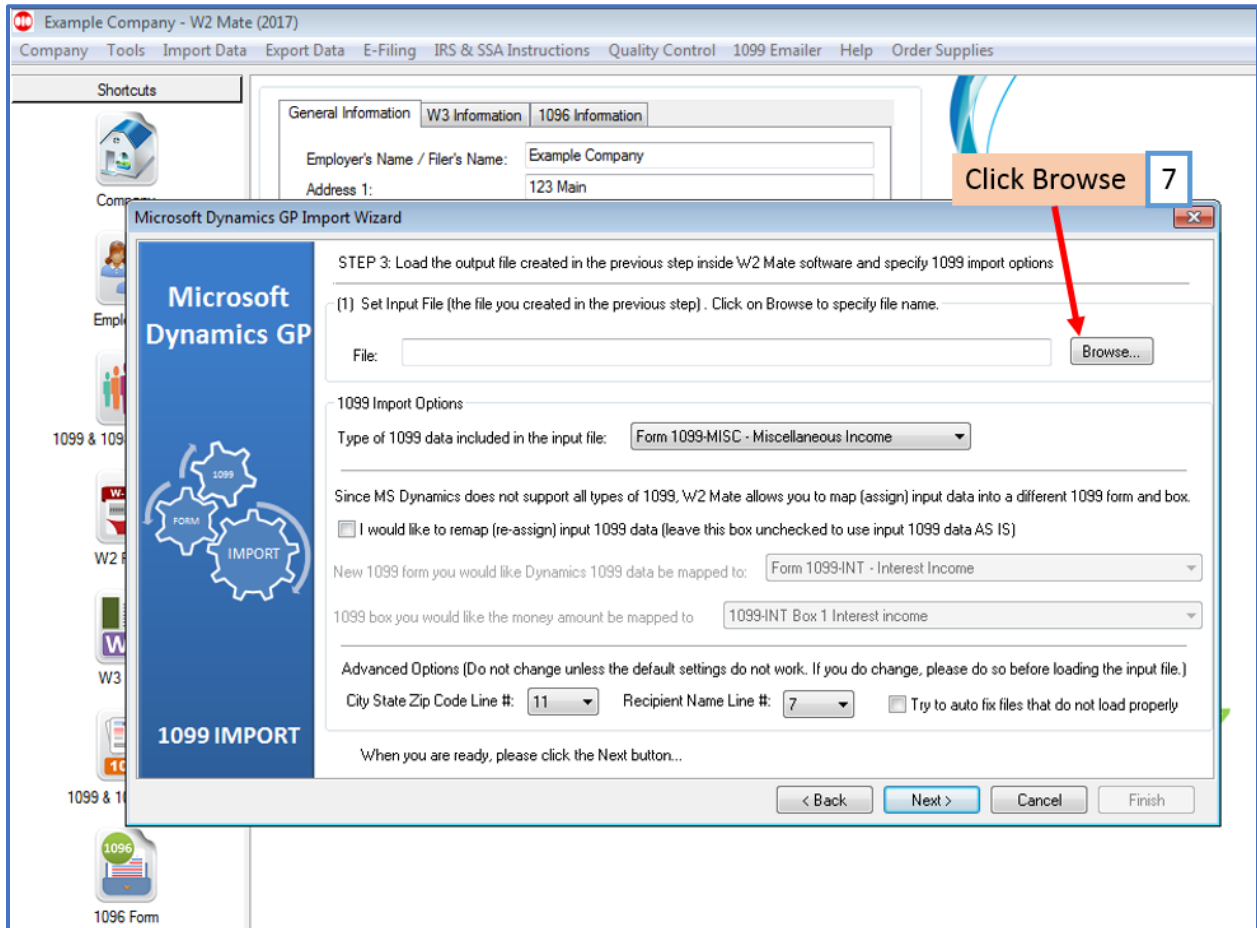 Example Company - W2 Mate (2017)
Company Tools Import Data Export Data E-Filing IRS & SSA Instructions Quality Control 1099 Emailer Help Order Supplies
Shortcuts
General Information W3 Information 1096 Information
Employer's Name / Filer's Name: Example Company
Address 1: 123 Main
Click Browse 7
Company
Microsoft Dynamics GP Import Wizard
STEP 3: Load the output file created in the previous step inside W2 Mate software and specify 1099 import options
Microsoft
Dynamics GP
(1) Set Input File (the file you created in the previous step) . Click on Browse to specify file name.
File: Browse...
Emplo
1099 Import Options
Type of 1099 data included in the input file: Form 1099-MISC - Miscellaneous Income
1099 & 109
Since MS Dynamics does not support all types of 1099, W2 Mate allows you to map (assign) input data into a different 1099 form and box.
I would like to remap (re-assign) input 1099 data (leave this box unchecked to use input 1099 data AS IS)
1099
FORM
IMPORT
W-
W2 F
New 1099 form you would like Dynamics 1099 data be mapped to: Form 1099-INT - Interest Income
1099 box you would like the money amount be mapped to 1099-INT Box 1 Interest income
W
W3
Advanced Options (Do not change unless the default settings do not work. If you do change, please do so before loading the input file.)
City State Zip Code Line #: 11 Recipient Name Line #: 7 Try to auto fix files that do not load properly
1099 IMPORT
When you are ready, please click the Next button...
10
1099 & 1
< Back Next > Cancel Finish
1096
1096 Form